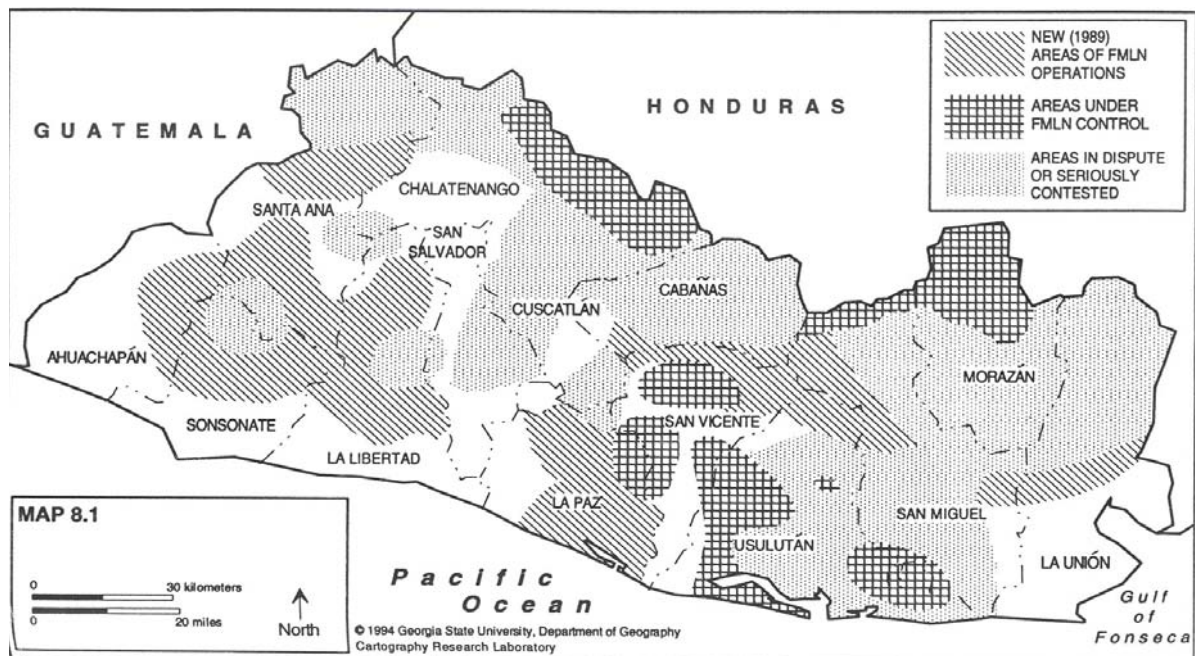 NEW (1989)
AREAS OF FMLN
OPERATIONS
AREAS UNDER
FMLN CONTROL
AREAS IN DISPUTE
OR SERIOUSLY
CONTESTED
GUATEMALA
HONDURAS
CHALATENANGO
SANTA ANA
SAN
SALVADOR
CABAÑAS
CUSCATLÁN
AHUACHAPÁN
MORAZÁN
SONSONATE
SAN VICENTE
LA LIBERTAD
LA PAZ
SAN MIGUEL
USULUTÁN
LA UNIÓN
Pacific
Ocean
Gulf
of
Fonseca
MAP 8.1
0 30 kilometers
0 20 miles
North
© 1994 Georgia State University, Department of Geography
Cartography Research Laboratory